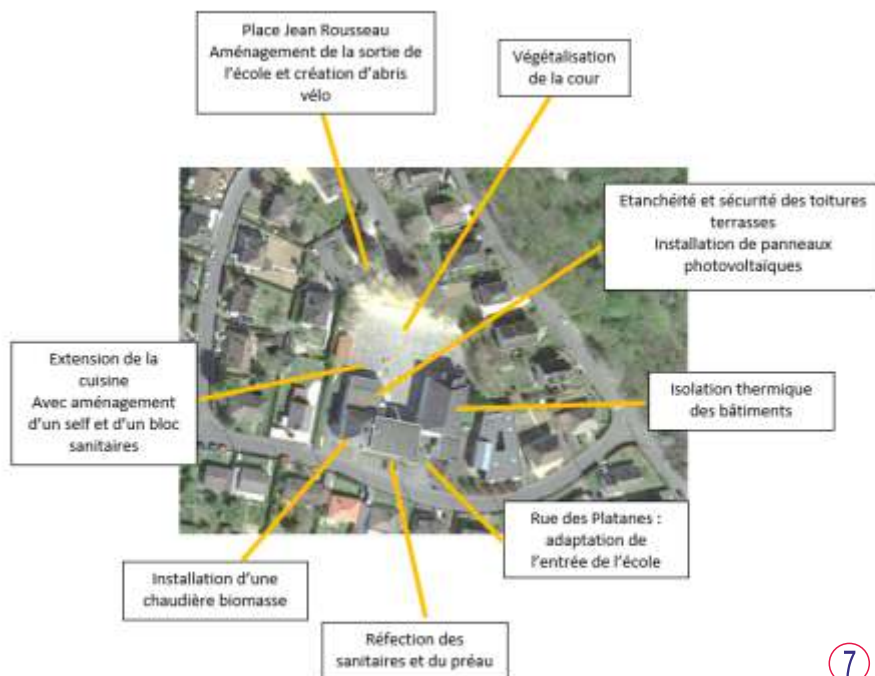 Place Jean Rousseau
Aménagement de la sortie de
l'école et création d'abris
vélo
Végétalisation
de la cour
Etanchéité et sécurité des toitures
terrasses
Installation de panneaux
photovoltaïques
Extension de la
cuisine
Avec aménagement
d'un self et d'un bloc
sanitaires
Isolation thermique
des bâtiments
Rue des Platanes :
adaptation de
l'entrée de l'école
Installation d'une
chaudière biomasse
Réfection des
sanitaires et du préau
7